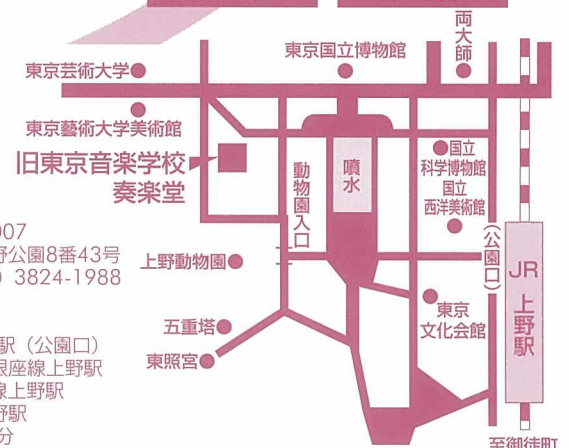 両大師
東京国立博物館
東京芸術大学
東京藝術大学美術館
旧東京音楽学校
奏楽堂
動物園入口
噴水
国立
科学博物館
国立
西洋美術館
(公園口)
JR上野駅
007
野公園8番43号
) 3824-1988
上野動物園
五重塔
東照宮
東京
文化会館
駅(公園口)
銀座線上野駅
線上野駅
野駅
分
至御徒町